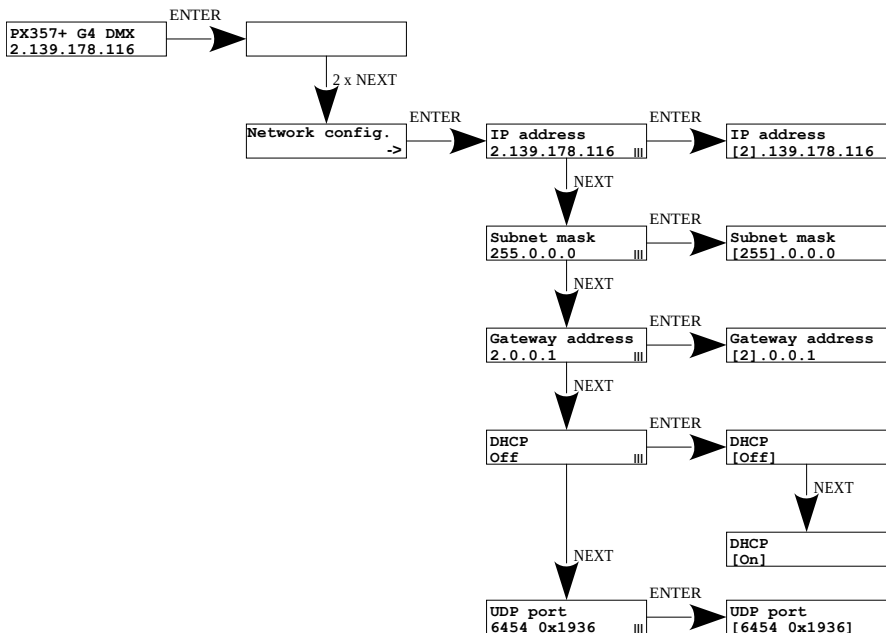 ENTER
PX357+ G4 DMX
2.139.178.116
2 x NEXT
Network config.
->
ENTER
IP address
2.139.178.116
ENTER
IP address
[2].139.178.116
NEXT
Subnet mask
255.0.0.0
ENTER
Subnet mask
[255].0.0.0
NEXT
Gateway address
2.0.0.1
ENTER
Gateway address
[2].0.0.1
NEXT
DHCP
Off
ENTER
DHCP
[Off]
NEXT
DHCP
[On]
NEXT
UDP port
6454 0x1936
ENTER
UDP port
[6454 0x1936]